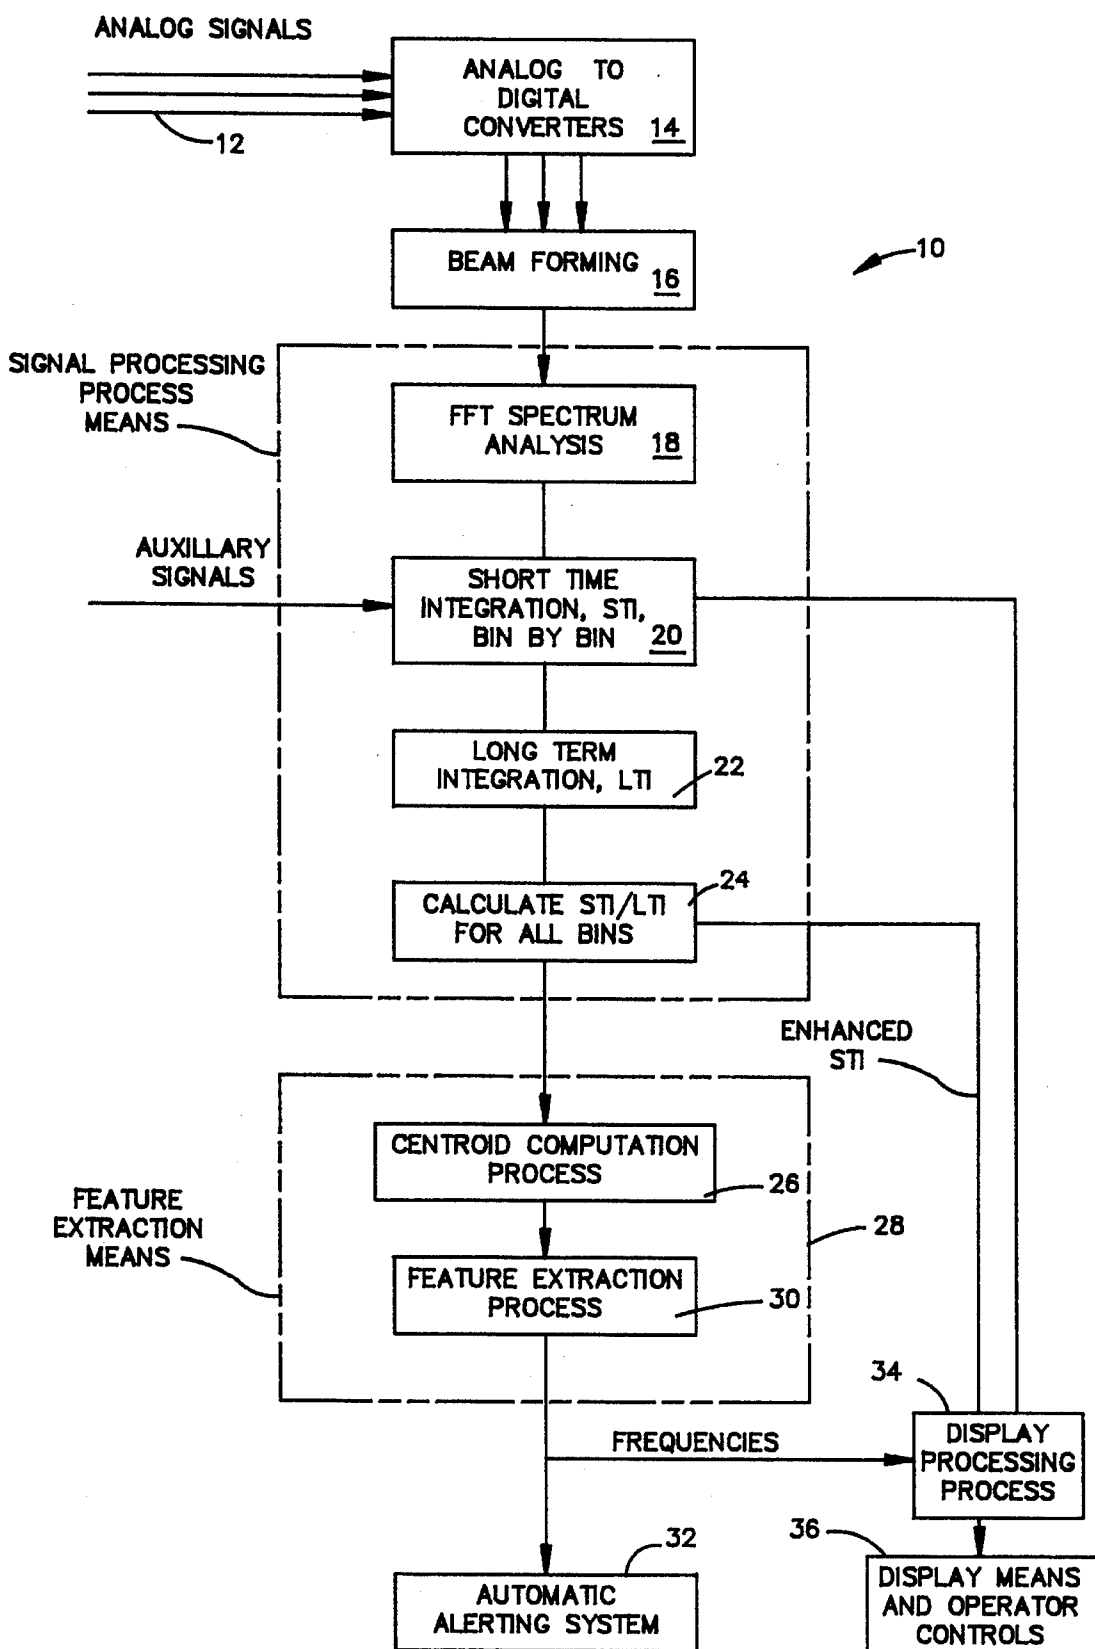 ANALOG SIGNALS
12
ANALOG TO
DIGITAL
CONVERTERS 14
BEAM FORMING
16
10
SIGNAL PROCESSING
PROCESS
MEANS
FFT SPECTRUM
ANALYSIS 18
AUXILLARY
SIGNALS
SHORT TIME
INTEGRATION, STI,
BIN BY BIN 20
LONG TERM
INTEGRATION, LTI
22
CALCULATE STI/LTI
FOR ALL BINS
24
ENHANCED
STI
CENTROID COMPUTATION
PROCESS
26
FEATURE
EXTRACTION
MEANS
28
FEATURE EXTRACTION
PROCESS
30
34
FREQUENCIES
DISPLAY
PROCESSING
PROCESS
32
AUTOMATIC
ALERTING SYSTEM
36
DISPLAY MEANS
AND OPERATOR
CONTROLS